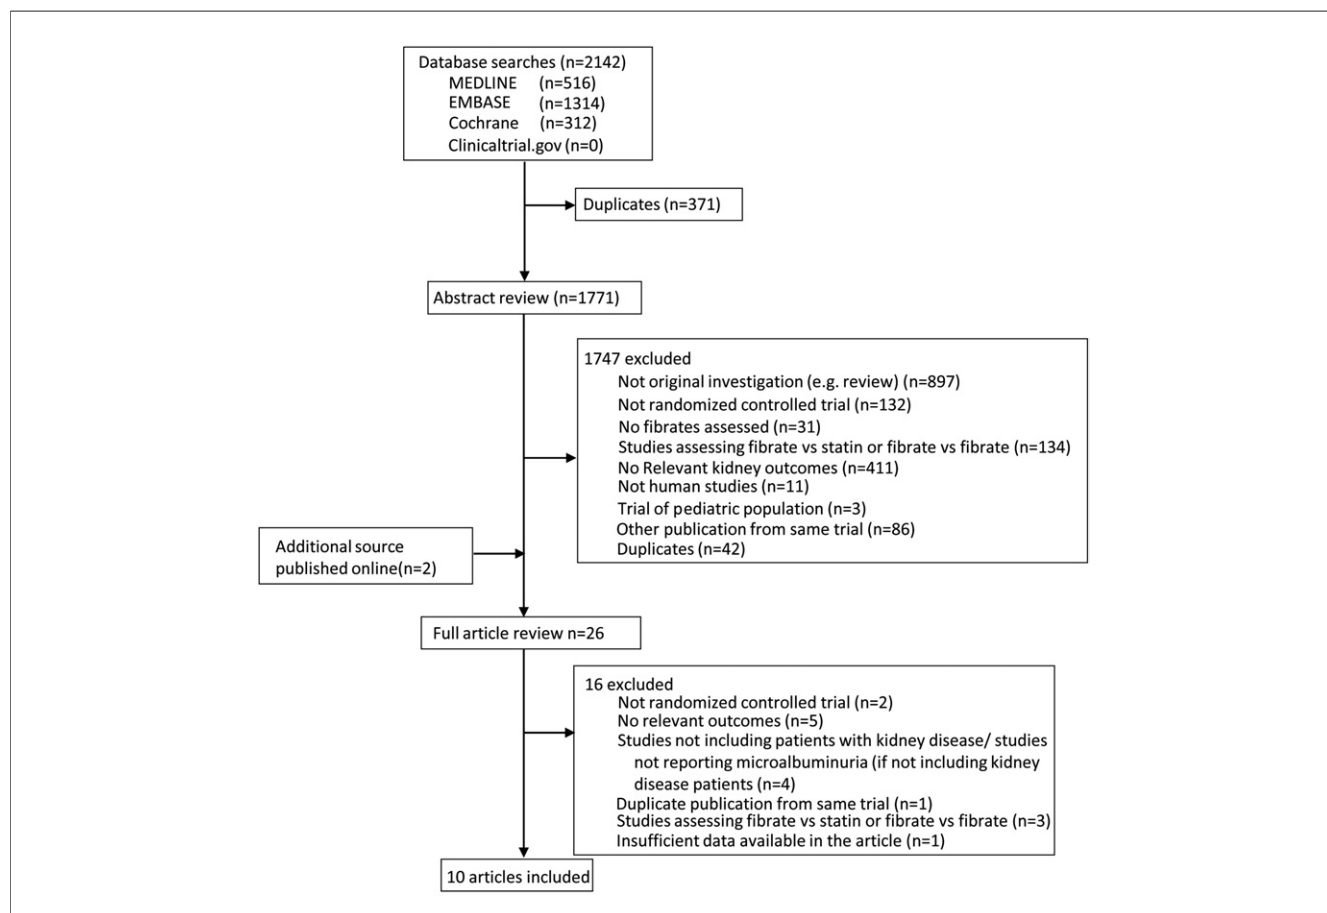 Database searches (n=2142)
MEDLINE (n=516)
EMBASE (n=1314)
Cochrane (n=312)
Clinicaltrial.gov (n=0)
Duplicates (n=371)
Abstract review (n=1771)
1747 excluded
Not original investigation (e.g. review) (n=897)
Not randomized controlled trial (n=132)
No fibrates assessed (n=31)
Studies assessing fibrate vs statin or fibrate vs fibrate (n=134)
No Relevant kidney outcomes (n=411)
Not human studies (n=11)
Trial of pediatric population (n=3)
Other publication from same trial (n=86)
Duplicates (n=42)
Additional source
published online(n=2)
Full article review n=26
16 excluded
Not randomized controlled trial (n=2)
No relevant outcomes (n=5)
Studies not including patients with kidney disease/ studies
not reporting microalbuminuria (if not including kidney
disease patients (n=4)
Duplicate publication from same trial (n=1)
Studies assessing fibrate vs statin or fibrate vs fibrate (n=3)
Insufficient data available in the article (n=1)
10 articles included